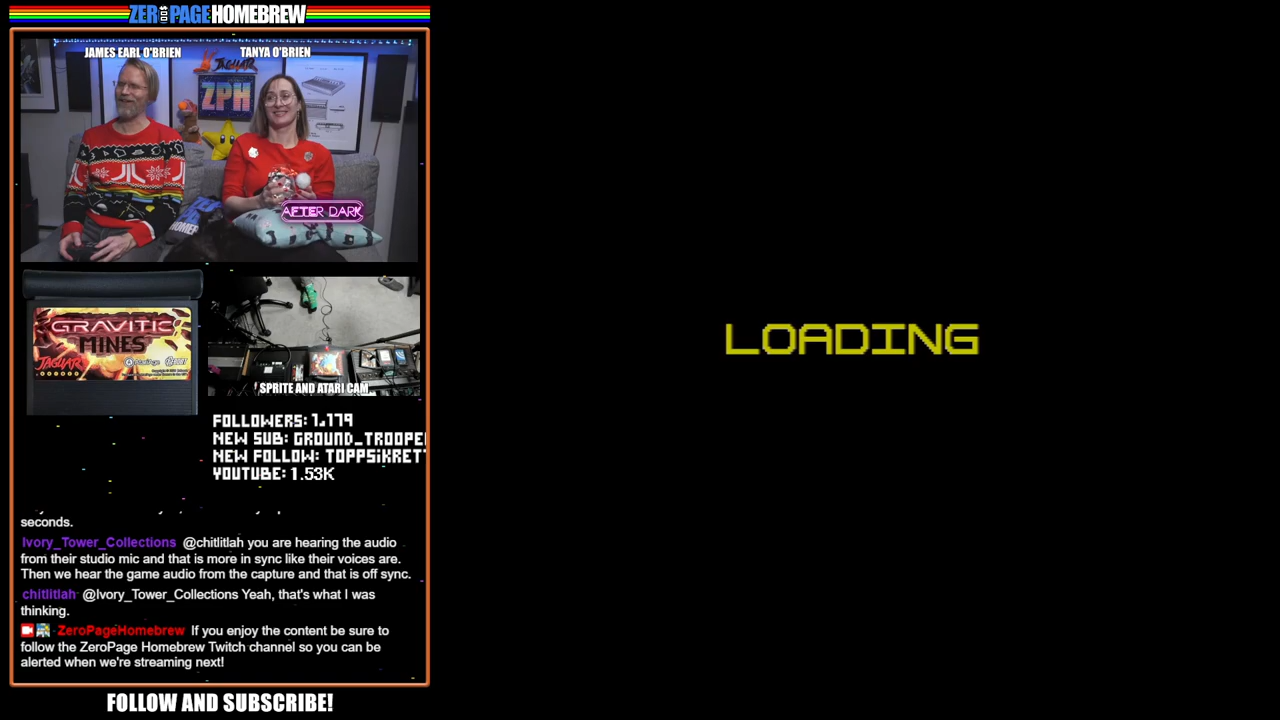 ZEROPAGE HOMEBREW
JAMES EARL O'BRIEN
TANYA O'BRIEN
JAGUAR
ZPH
AFTER DARK
GRAVITIC
MINES
JAGUAR
SPRITE AND ATARI CAM
FOLLOWERS: 1,179
NEW SUB: GROUND_TROOPE
NEW FOLLOW: TOPPSIKRET
YOUTUBE: 1.53K
seconds.
Ivory_Tower_Collections @chitlitlah you are hearing the audio
from their studio mic and that is more in sync like their voices are.
Then we hear the game audio from the capture and that is off sync.
chitlitlah @Ivory_Tower_Collections Yeah, that's what I was
thinking.
ZeroPageHomebrew If you enjoy the content be sure to
follow the ZeroPage Homebrew Twitch channel so you can be
alerted when we're streaming next!
FOLLOW AND SUBSCRIBE!
LOADING